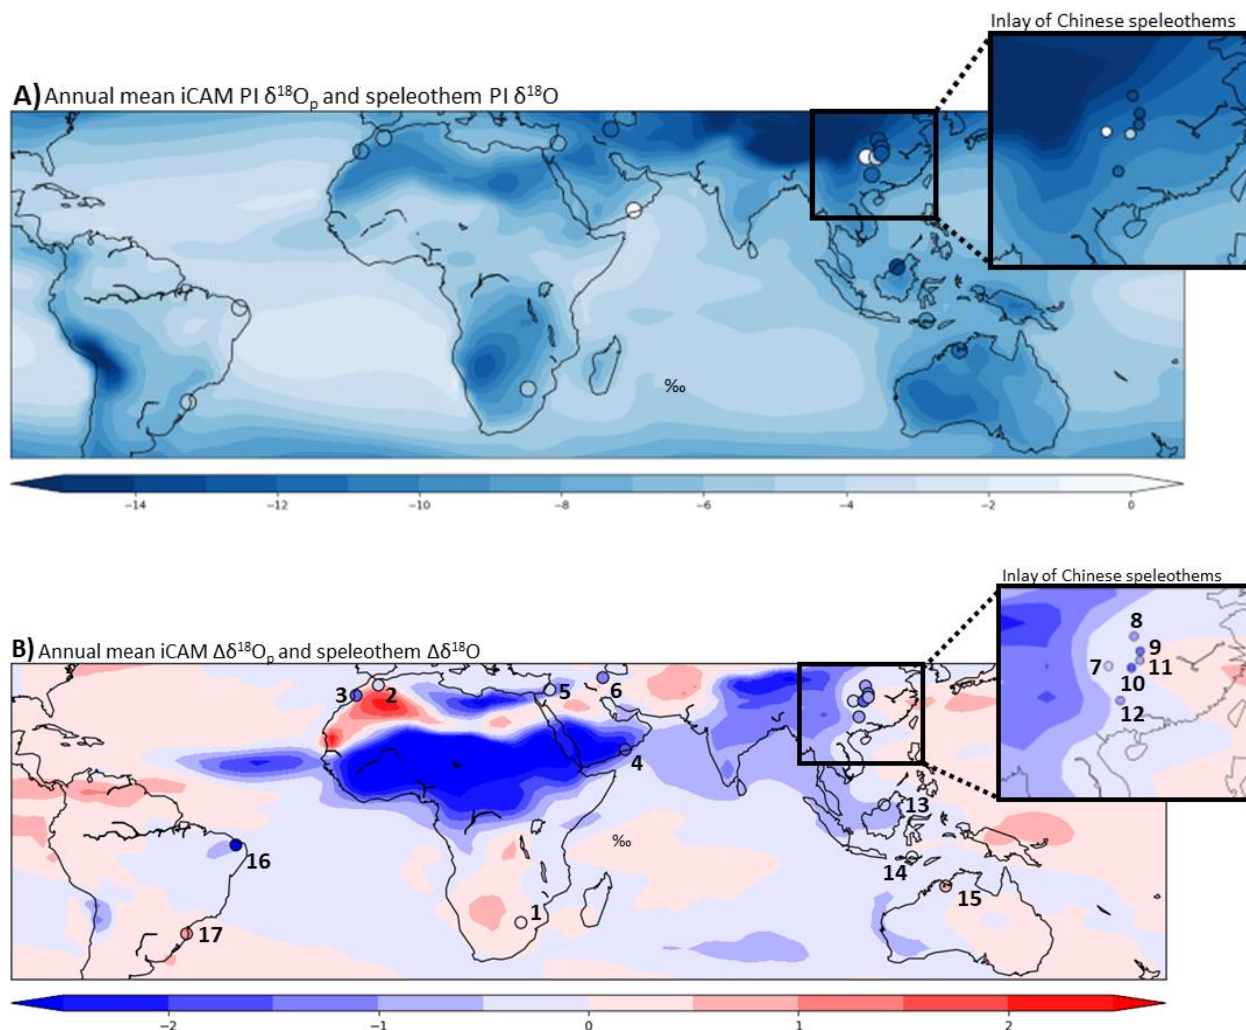 Inlay of Chinese speleothems
A) Annual mean iCAM PI δ¹⁸Oₚ and speleothem PI δ¹⁸O
‰
−14 −12 −10 −8 −6 −4 −2 0
Inlay of Chinese speleothems
B) Annual mean iCAM Δδ¹⁸Oₚ and speleothem Δδ¹⁸O
8
9
7 11
10
12
3 2 5 6
4
13
‰
14
16
15
1
17
−2 −1 0 1 2